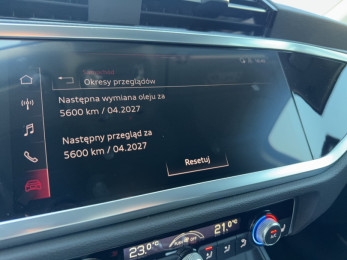 Okresy przeglądów
Następna wymiana oleju za
5600 km / 04.2027
Następny przegląd za
5600 km / 04.2027
Resetuj
23.0°C
21.0°C
A/C